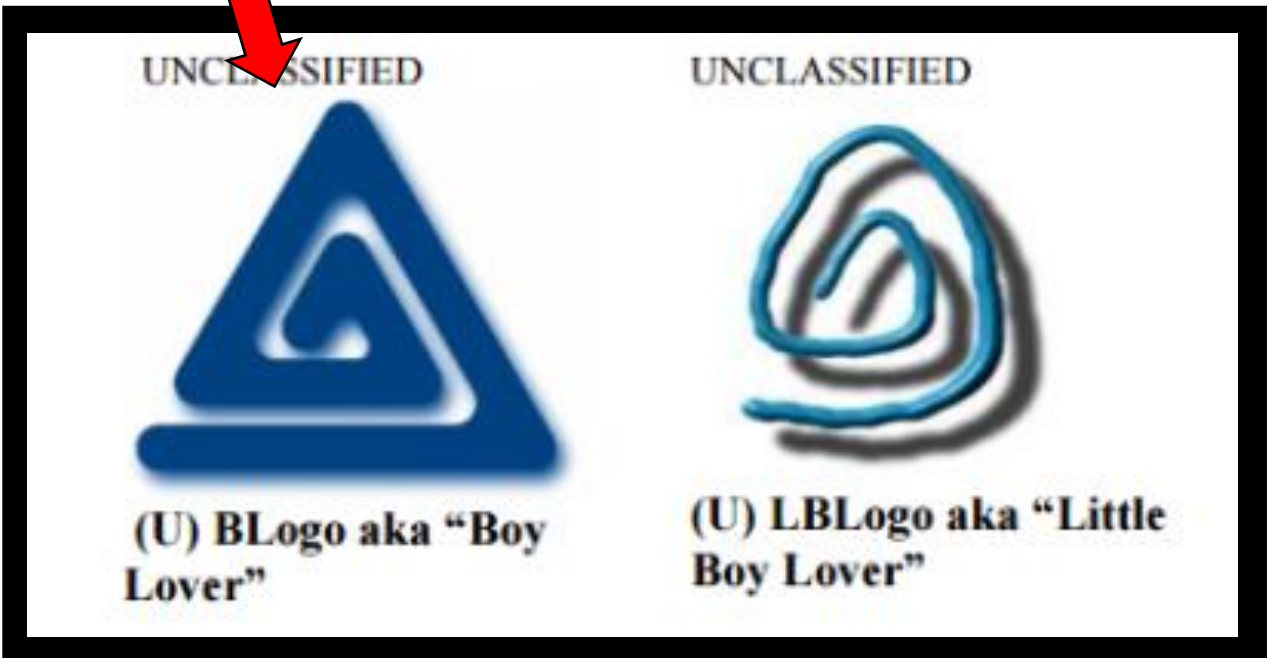 UNCLASSIFIED
UNCLASSIFIED
(U) BLogo aka “Boy
Lover”
(U) LBLogo aka “Little
Boy Lover”